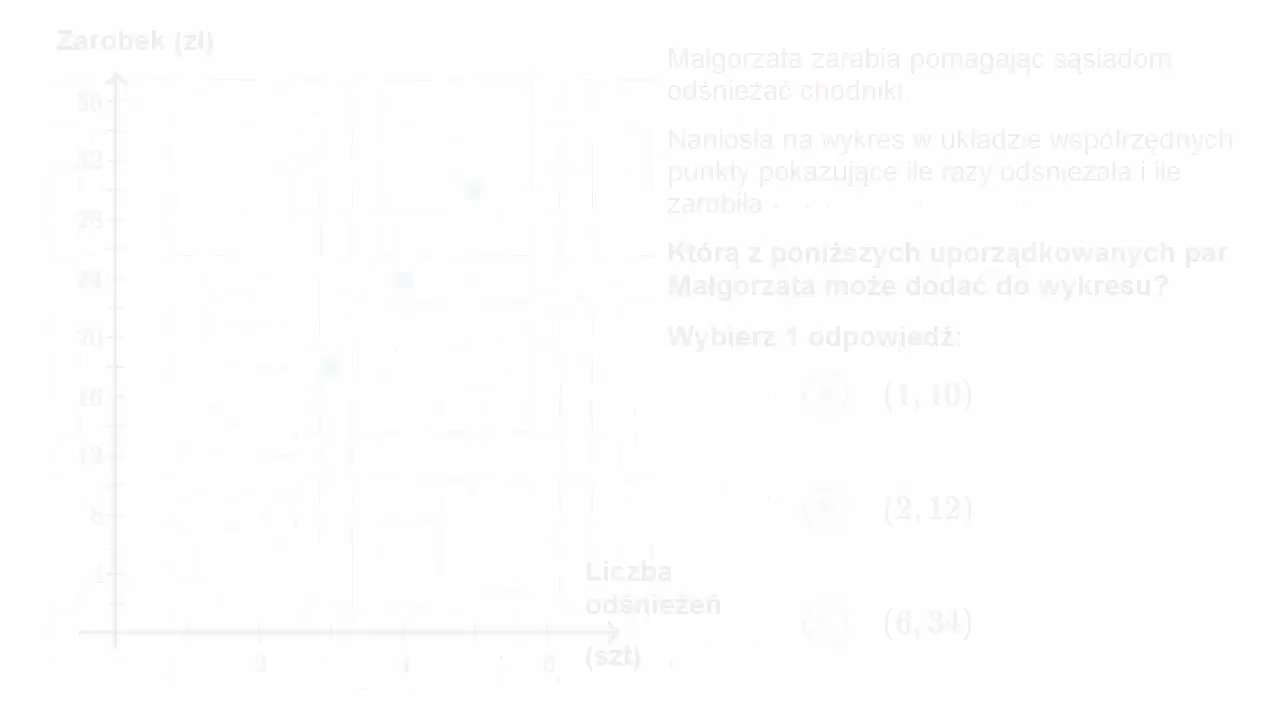 Zarobek (zł)
36
32
28
24
20
16
12
8
4
2
4
6
Liczba
odśnieżeń
(szt)
Małgorzata zarabia pomagając sąsiadom
odśnieżać chodniki.
Naniosła na wykres w układzie współrzędnych
punkty pokazujące ile razy odśnieżała i ile
zarobiła
Którą z poniższych uporządkowanych par
Małgorzata może dodać do wykresu?
Wybierz 1 odpowiedź:
A (1, 10)
B (2, 12)
C (6, 34)